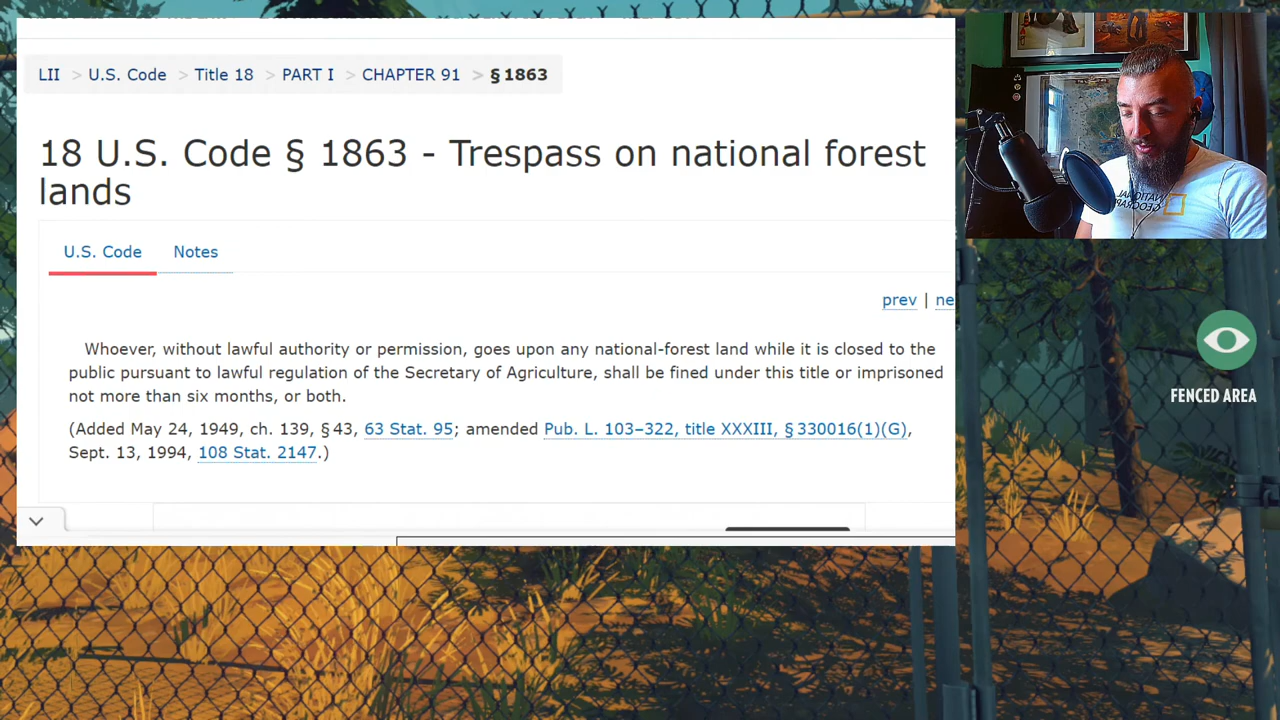 LII > U.S. Code > Title 18 > PART I > CHAPTER 91 > § 1863
18 U.S. Code § 1863 - Trespass on national forest
lands
U.S. Code Notes
prev | ne
Whoever, without lawful authority or permission, goes upon any national-forest land while it is closed to the
public pursuant to lawful regulation of the Secretary of Agriculture, shall be fined under this title or imprisoned
not more than six months, or both.
(Added May 24, 1949, ch. 139, § 43, 63 Stat. 95; amended Pub. L. 103–322, title XXXIII, § 330016(1)(G),
Sept. 13, 1994, 108 Stat. 2147.)
NATIONAL
GEOGRAPHIC
FENCED AREA